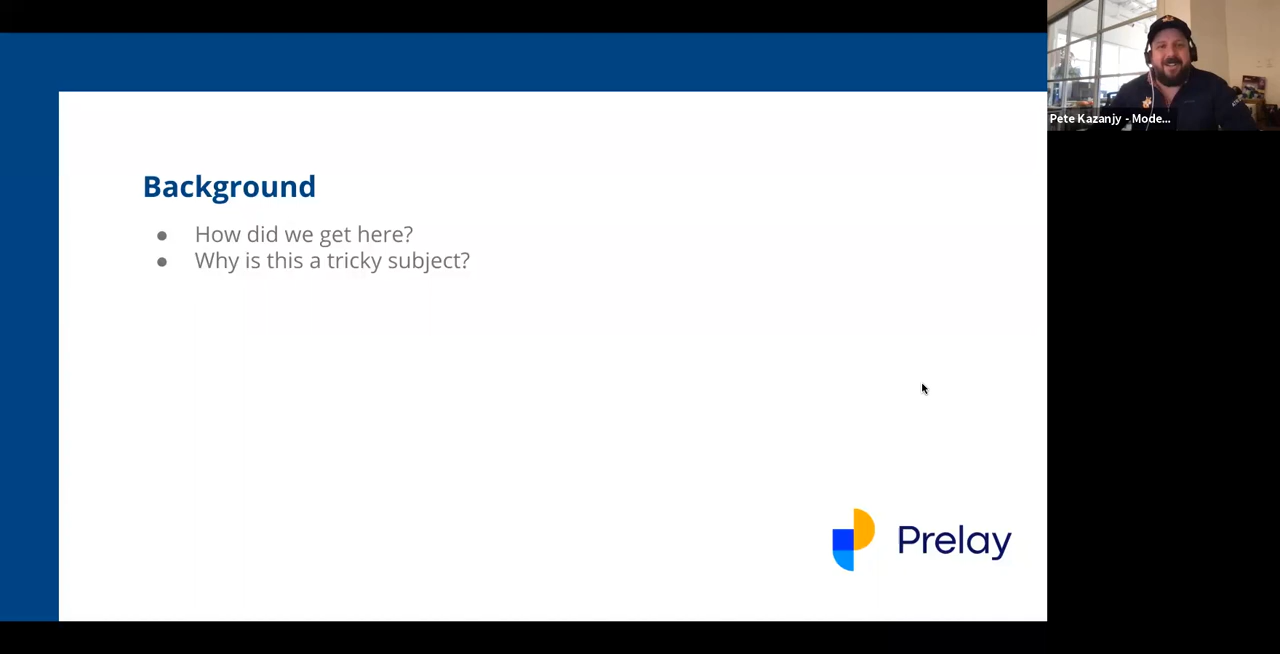 Background
● How did we get here?
● Why is this a tricky subject?
Prelay
Pete Kazanjy - Mode...